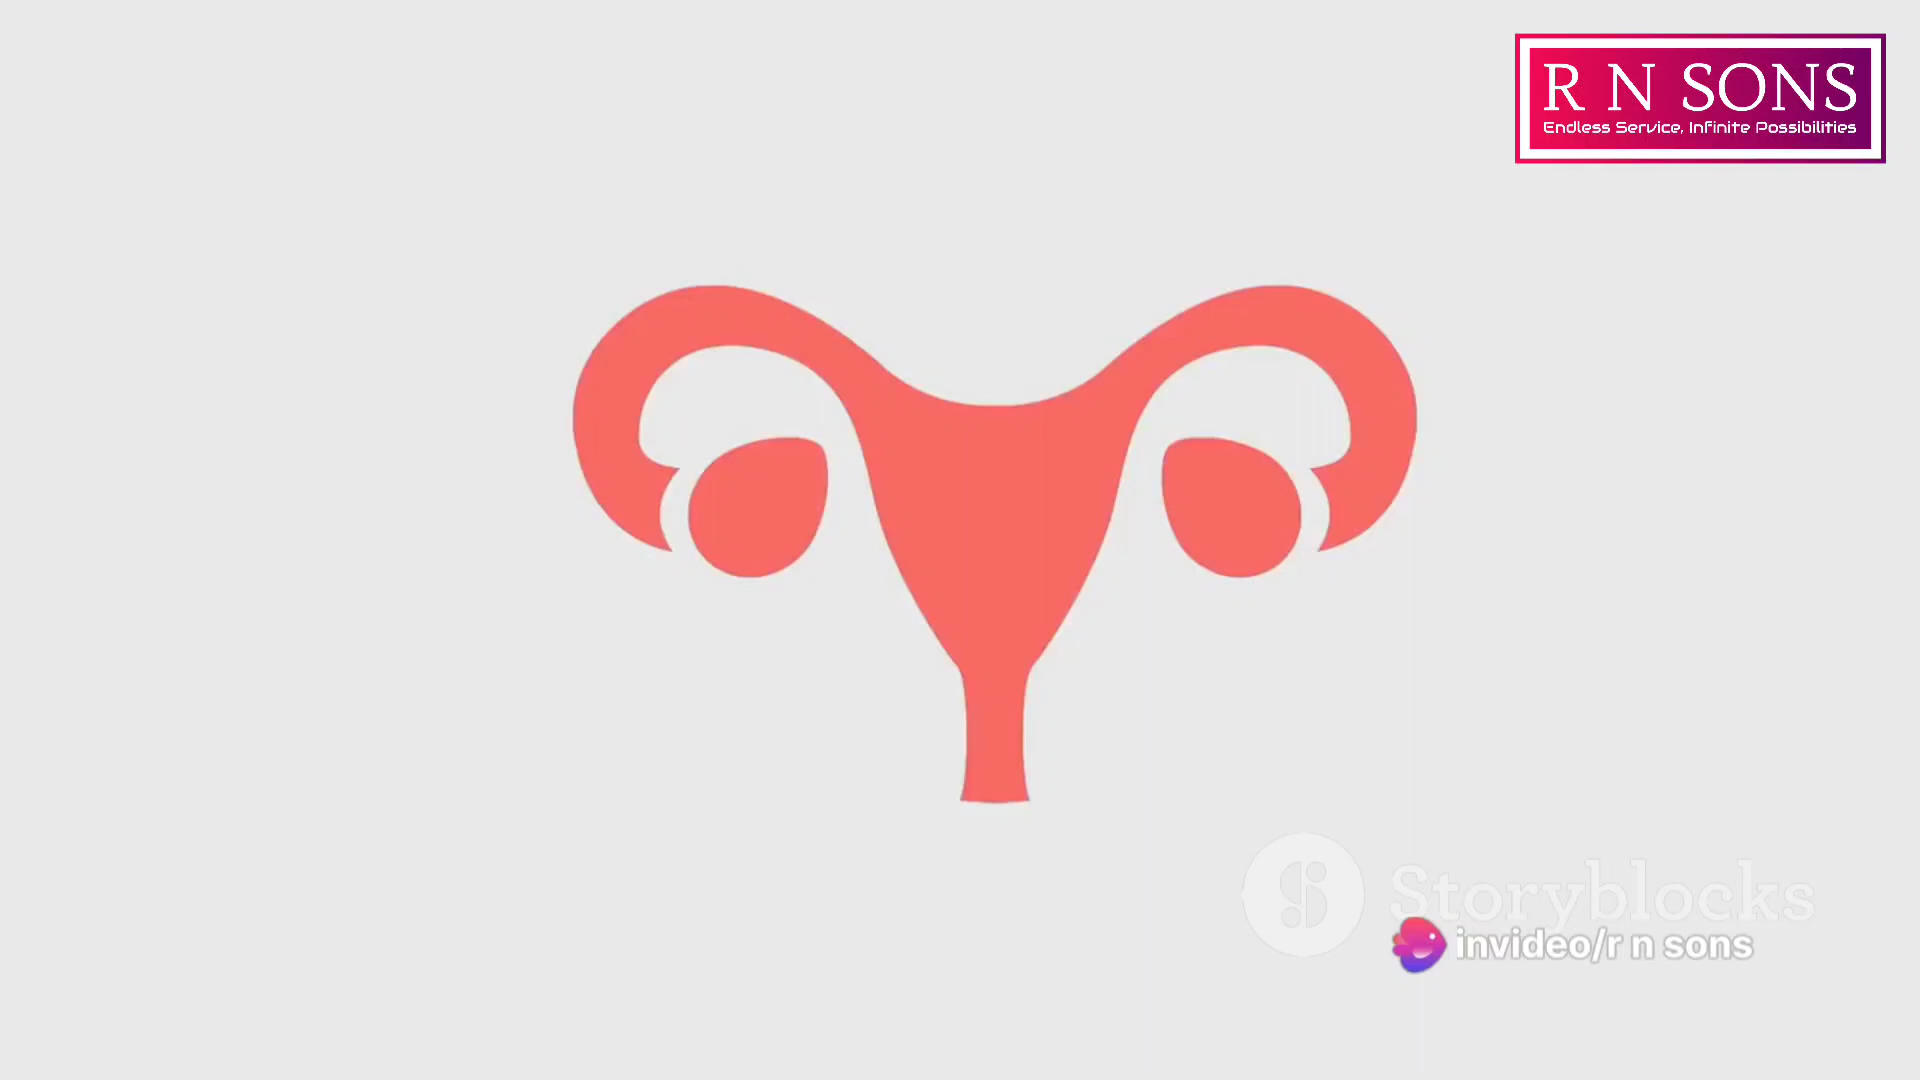 R N SONS
Endless Service, Infinite Possibilities
Storyblocks
invideo/r n sons